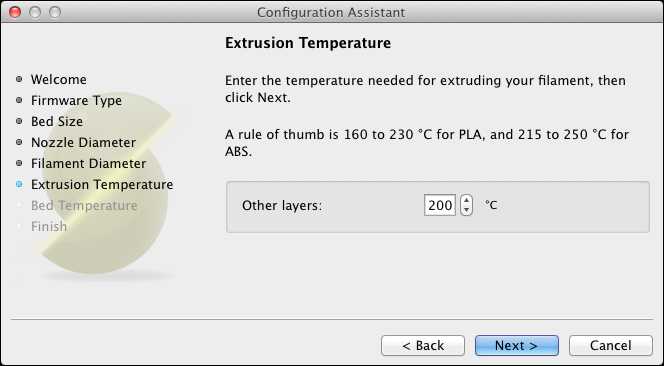 Configuration Assistant
Extrusion Temperature
Welcome
Firmware Type
Bed Size
Nozzle Diameter
Filament Diameter
Extrusion Temperature
Bed Temperature
Finish
Enter the temperature needed for extruding your filament, then
click Next.
A rule of thumb is 160 to 230 °C for PLA, and 215 to 250 °C for
ABS.
Other layers: 200 °C
< Back Next > Cancel